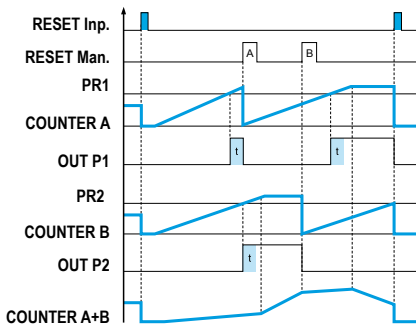 RESET Inp.
RESET Man.
A
B
PR1
COUNTER A
OUT P1
t
t
PR2
COUNTER B
OUT P2
t
COUNTER A+B